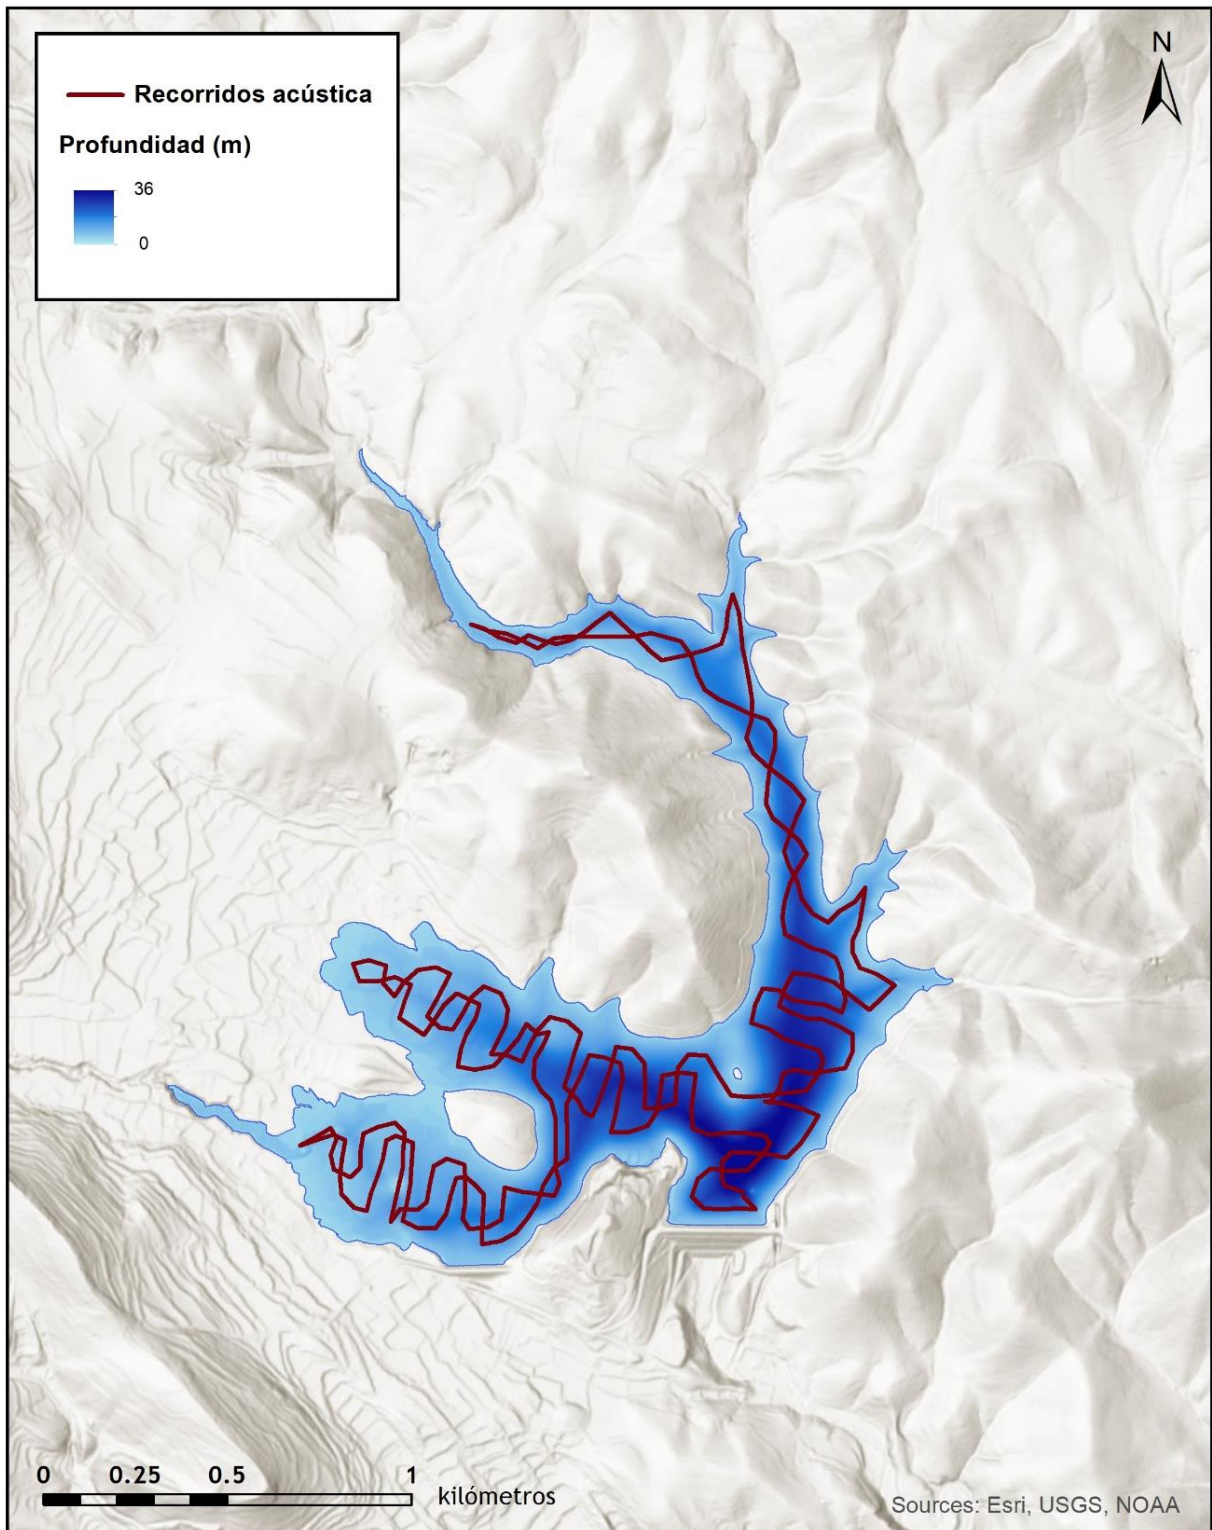 N
Recorridos acústica
Profundidad (m)
36
0
0 0.25 0.5 1
kilómetros
Sources: Esri, USGS, NOAA